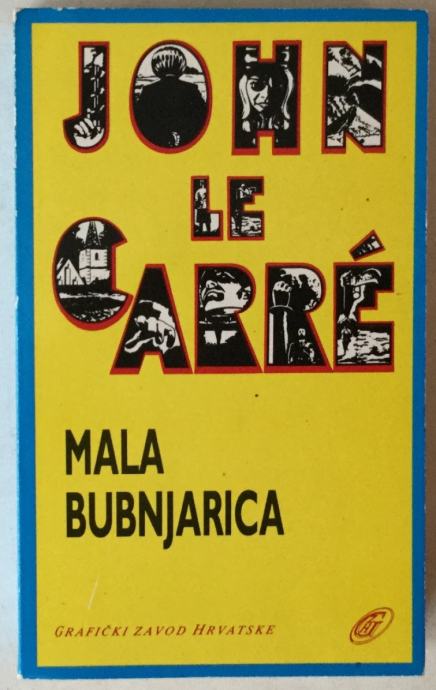 JOHN
LE
CARRÉ
MALA
BUBNJARICA
GRAFIČKI ZAVOD HRVATSKE